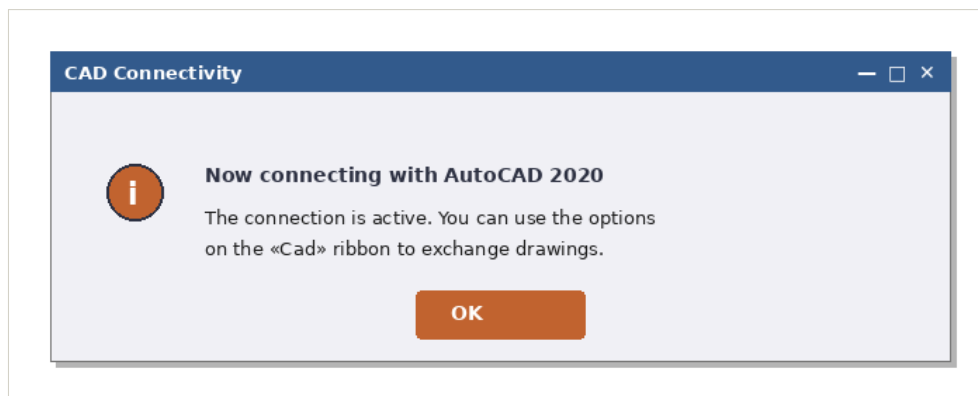 CAD Connectivity
Now connecting with AutoCAD 2020
The connection is active. You can use the options
on the «Cad» ribbon to exchange drawings.
OK